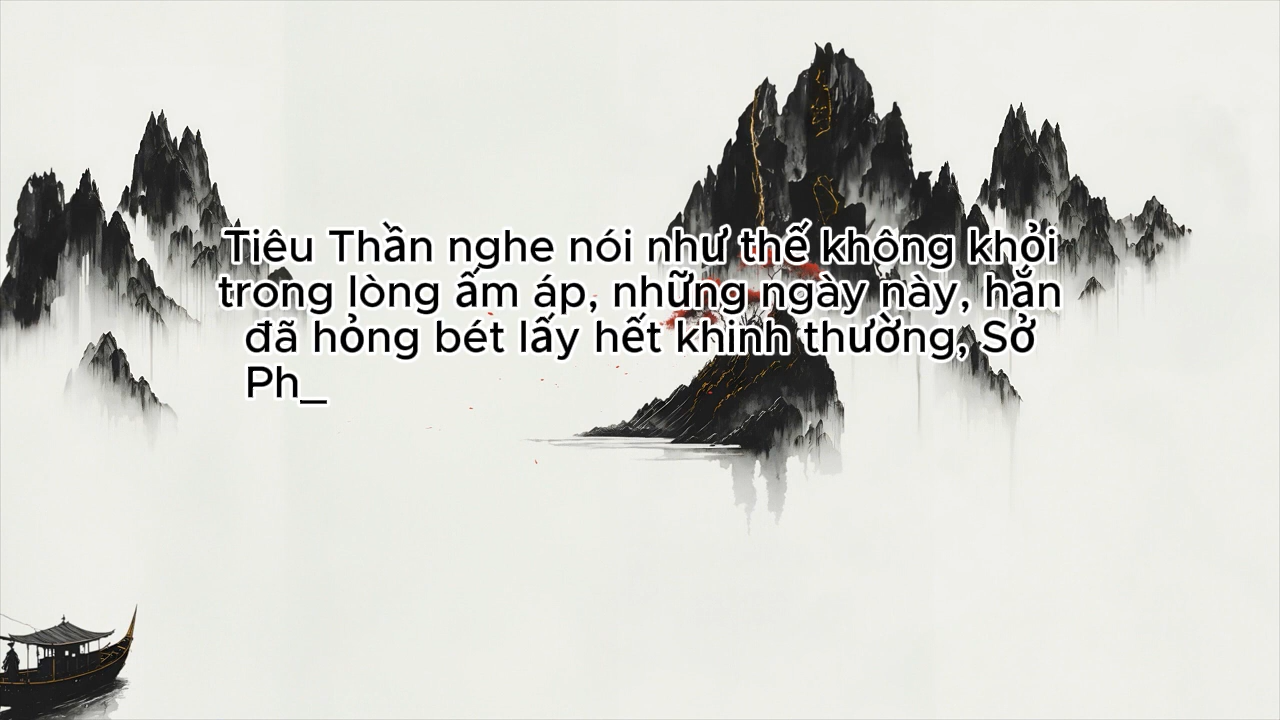 Tiêu Thần nghe nói như thế không khỏi
trong lòng ấm áp, những ngày này, hắn
đã hỏng bét lấy hết khinh thường, Sở
Ph_